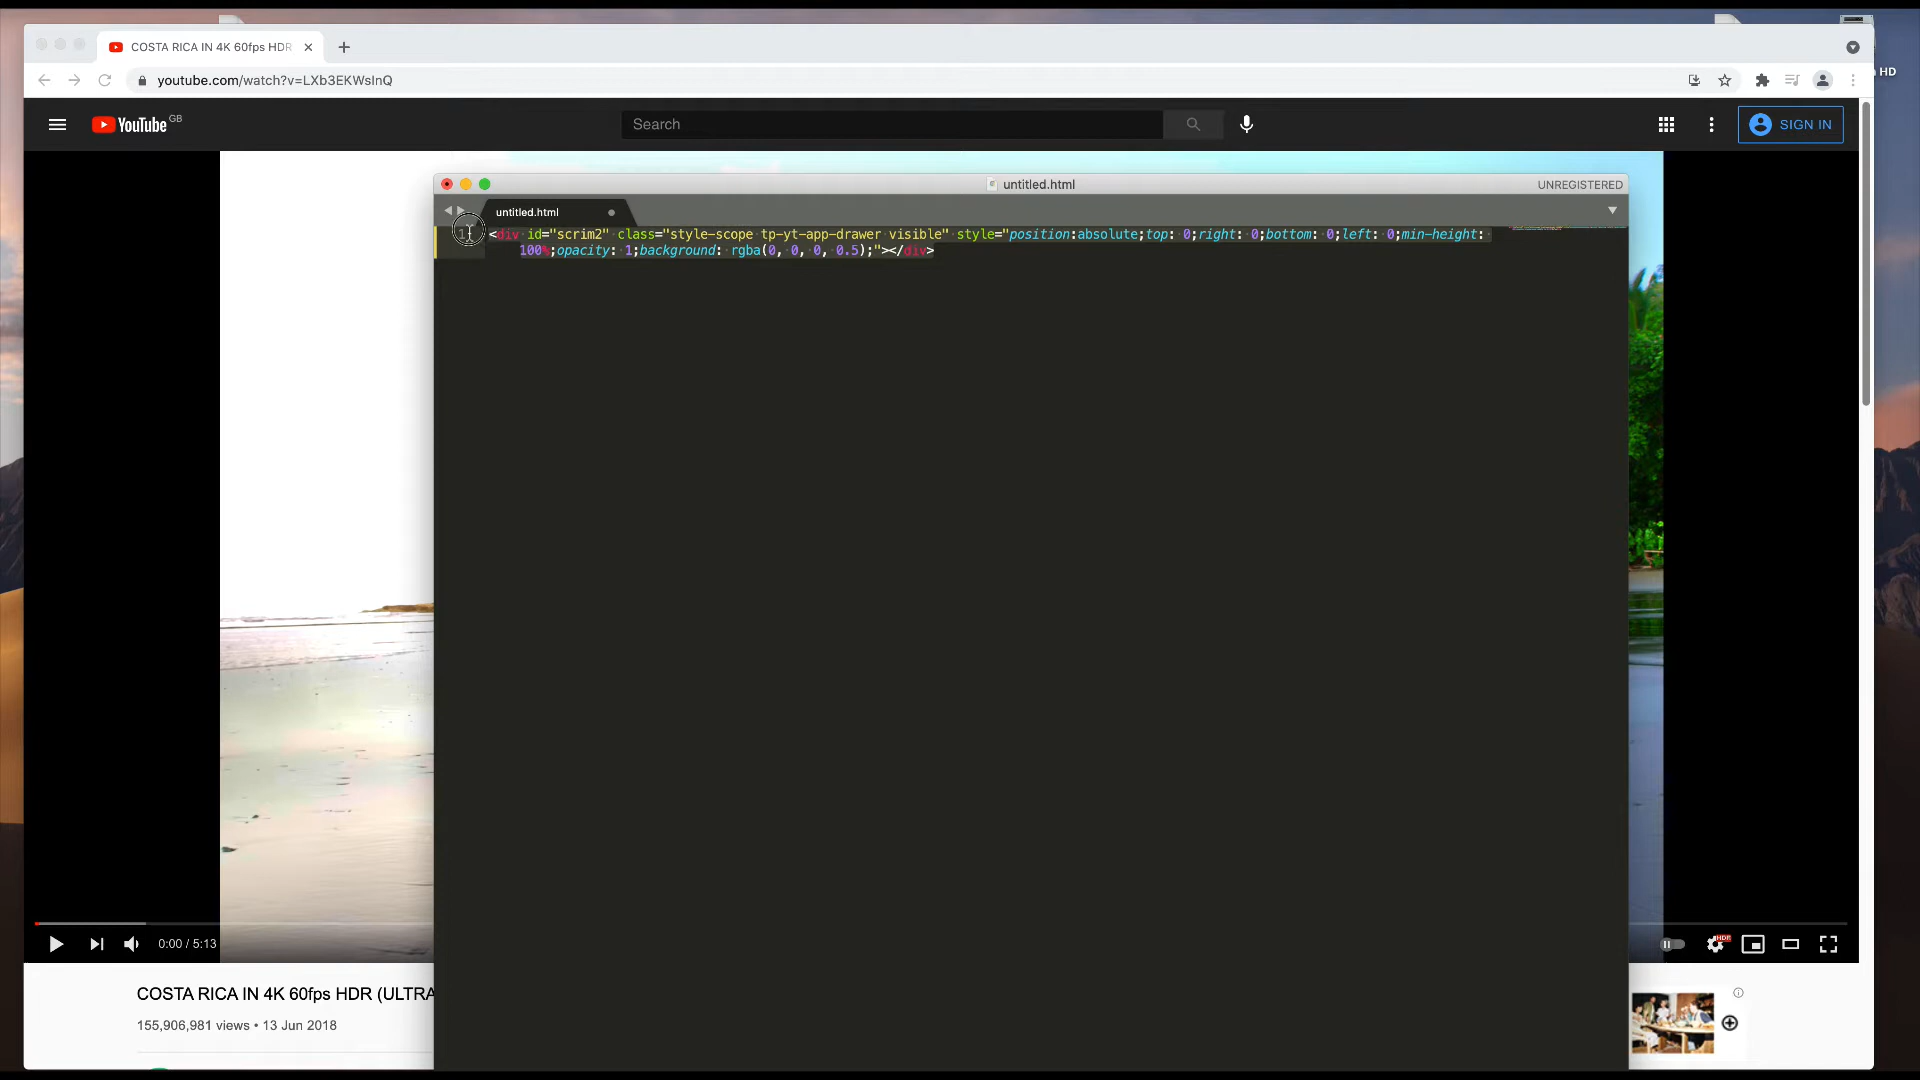 COSTA RICA IN 4K 60fps HDR
HD
youtube.com/watch?v=LXb3EKWsInQ
YouTube GB
Search
SIGN IN
untitled.html
UNREGISTERED
untitled.html
1
<div id="scrim2" class="style-scope tp-yt-app-drawer visible" style="position:absolute;top: 0;right: 0;bottom: 0;left: 0;min-height:
100%;opacity: 1;background: rgba(0, 0, 0, 0.5);"></div>
0:00 / 5:13
HDR
COSTA RICA IN 4K 60fps HDR (ULTRA
155,906,981 views • 13 Jun 2018